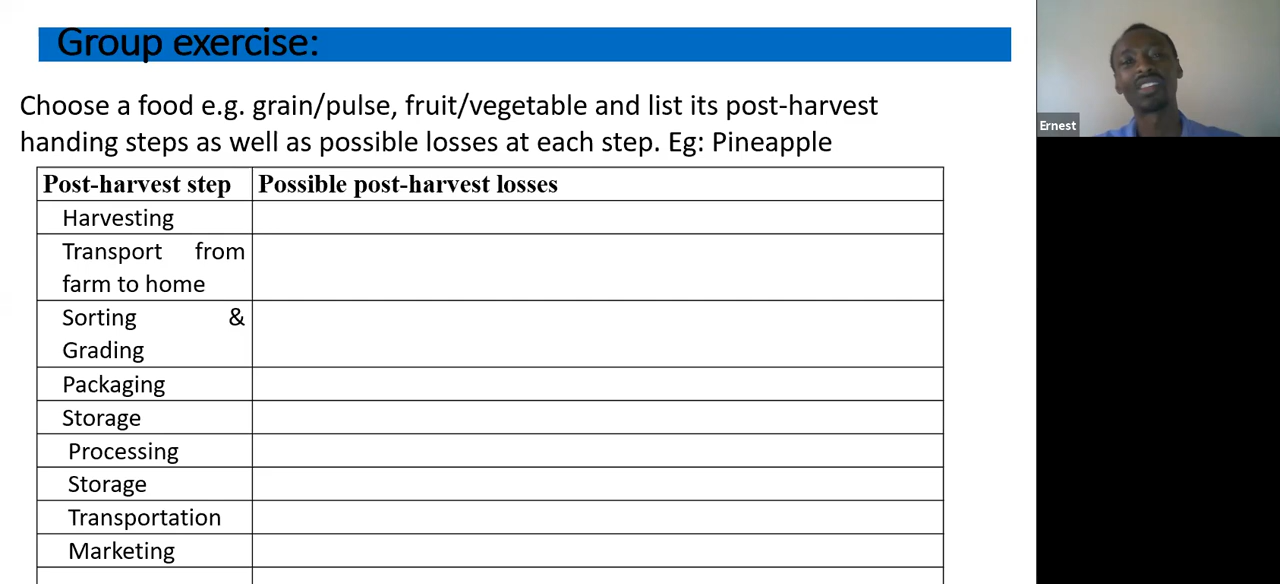 Group exercise:
Choose a food e.g. grain/pulse, fruit/vegetable and list its post-harvest
handing steps as well as possible losses at each step. Eg: Pineapple
Post-harvest step Possible post-harvest losses
Harvesting
Transport from
farm to home
Sorting &
Grading
Packaging
Storage
Processing
Storage
Transportation
Marketing
Ernest